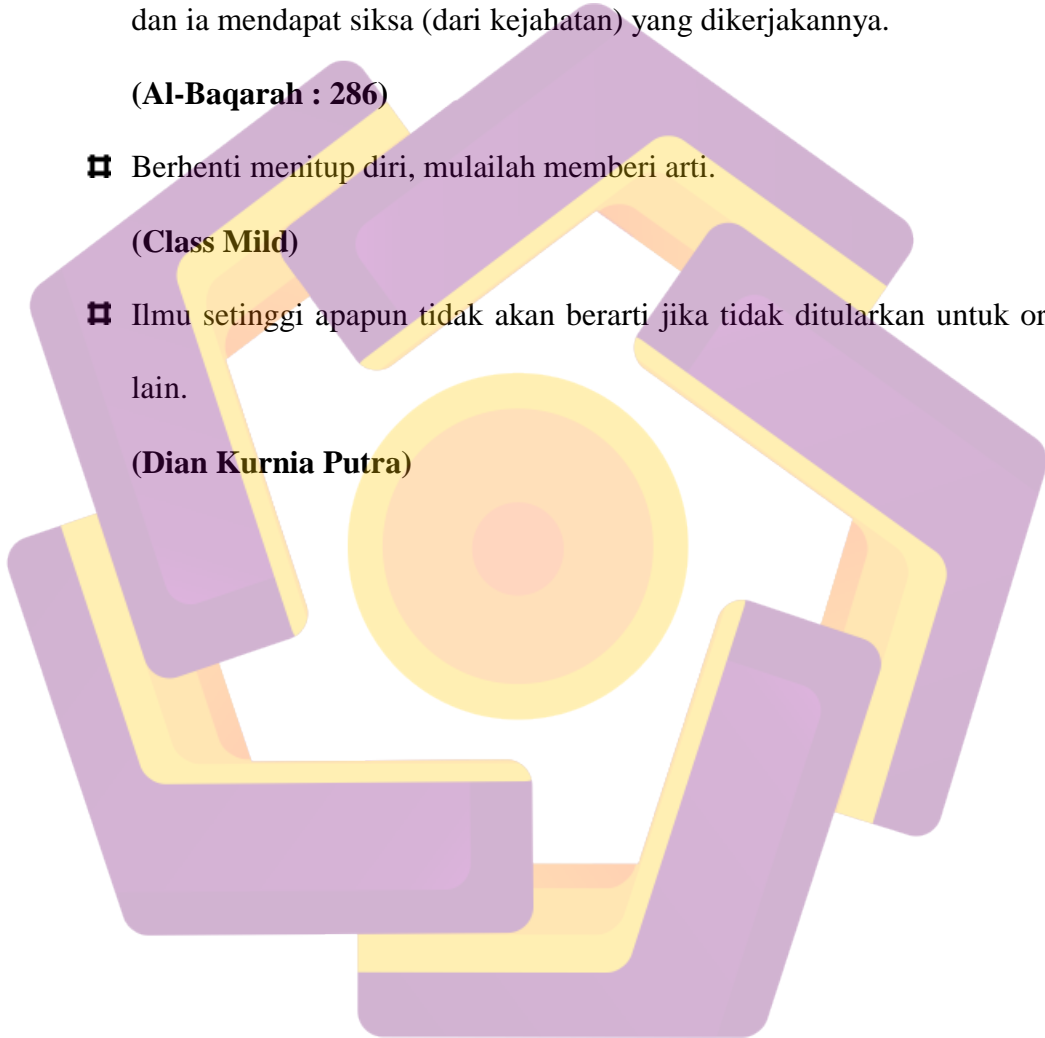 dan ia mendapat siksa (dari kejahatan) yang dikerjakannya.
(Al-Baqarah : 286)
Berhenti menitup diri, mulailah memberi arti.
(Class Mild)
Ilmu setinggi apapun tidak akan berarti jika tidak ditularkan untuk or
lain.
(Dian Kurnia Putra)